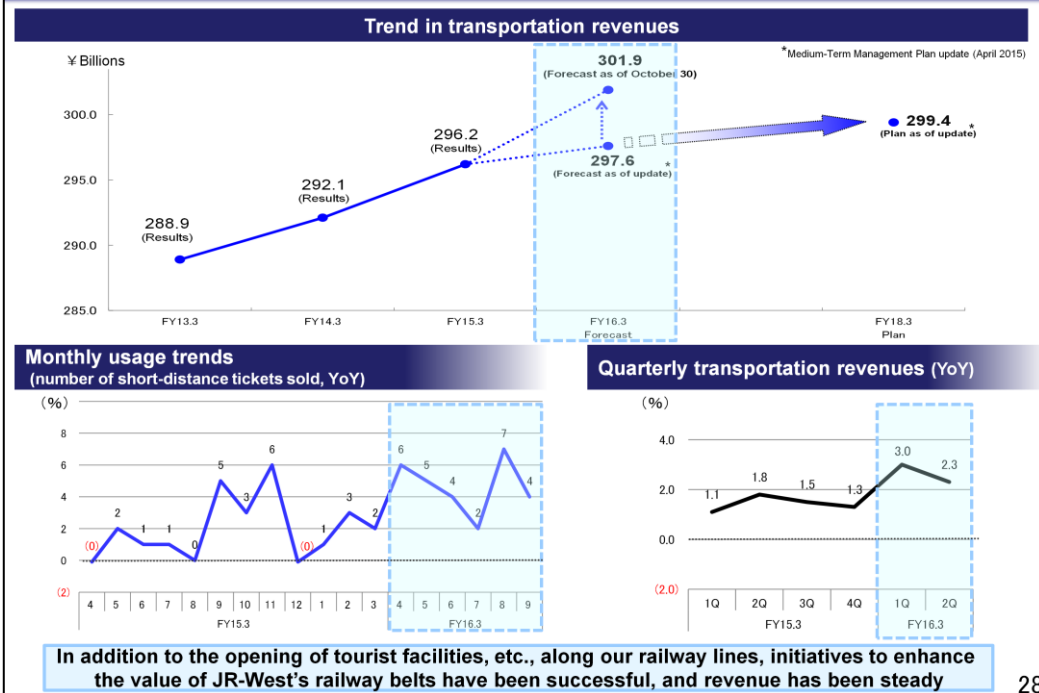 Trend in transportation revenues
*Medium-Term Management Plan update (April 2015)
¥ Billions
301.9
(Forecast as of October 30)
300.0
299.4
(Plan as of update)*
296.2
(Results)
297.6
(Forecast as of update)*
295.0
292.1
(Results)
288.9
(Results)
290.0
285.0
FY13.3 FY14.3 FY15.3 FY16.3 FY18.3
Forecast Plan
Monthly usage trends
(number of short-distance tickets sold, YoY)
(%)
8
6
4
2
0
(2)
(0) 2 1 1 0 5 3 6 (0) 1 3 2 6 5 4 2 7 4
4 5 6 7 8 9 10 11 12 1 2 3 4 5 6 7 8 9
FY15.3 FY16.3
Quarterly transportation revenues (YoY)
(%)
4.0
2.0
0.0
(2.0)
1.1 1.8 1.5 1.3 3.0 2.3
1Q 2Q 3Q 4Q 1Q 2Q
FY15.3 FY16.3
In addition to the opening of tourist facilities, etc., along our railway lines, initiatives to enhance
the value of JR-West's railway belts have been successful, and revenue has been steady
28